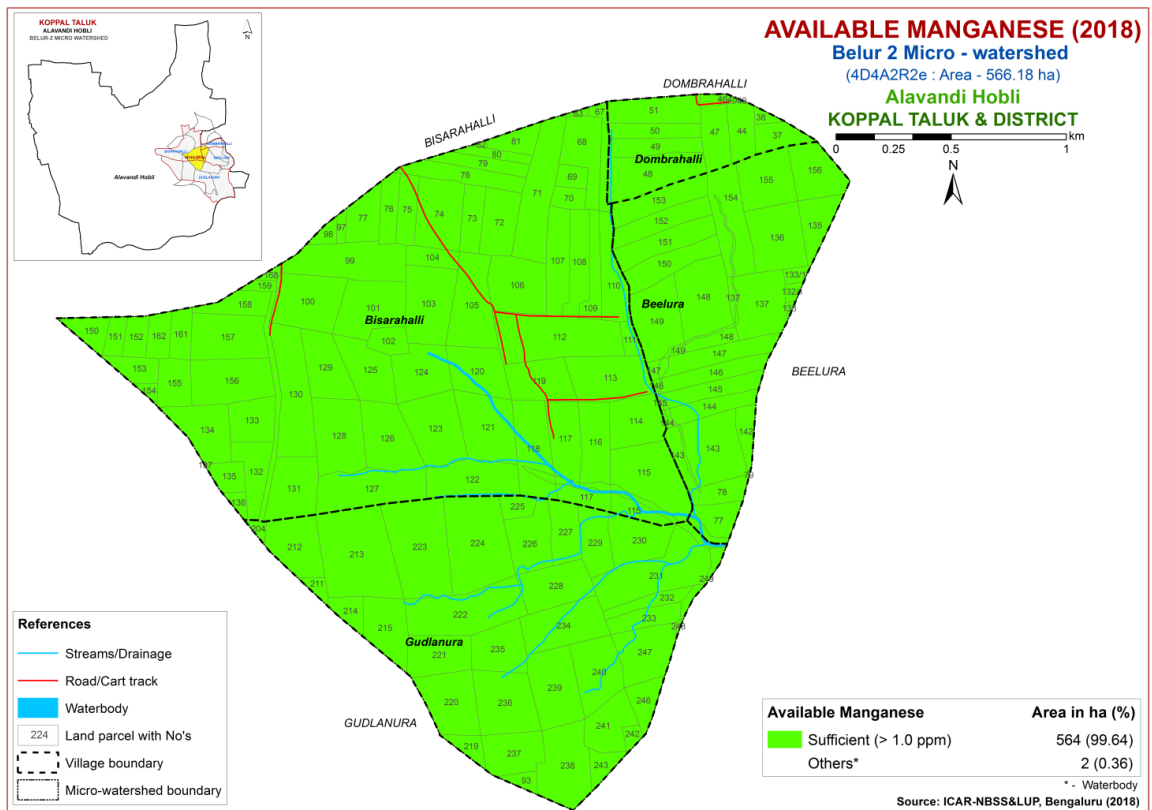 KOPPAL TALUK
ALAVANDI HOBLI
BELUR-2 MICRO WATERSHED
N
Alavandi Hobli
AVAILABLE MANGANESE (2018)
Belur 2 Micro - watershed
(4D4A2R2e : Area - 566.18 ha)
Alavandi Hobli
KOPPAL TALUK & DISTRICT
km
0 0.25 0.5 1
N
DOMBRAHALLI
BISARAHALLI
BEELURA
GUDLANURA
Dombrahalli
Beelura
Bisarahalli
Gudlanura
67 51 38
81 68 50 47 44 37
80 49
79 48
78 69 155 156
71 70 153 154
76 75 74 73 72 152
77 151 136 135
97 98
99 104 107 108 150
106 110 133/1
159 148 137 137
158 100 101 103 105 109
150 151 152 162 161 157 102 112 111 149 148
153 155 156 129 125 124 120 119 113 149 147
154 130 147 146 145 144
134 133 128 126 123 121 118 117 116 114 143 142
135 132 131 127 122 115 143 78
136 117 115 77
204 225
212 213 223 224 226 227 229 230
211 228 231
214 215 222 232
233
221 235 234 247
220 236 239 240 246
219 237 238 241 242 243
93
References
Streams/Drainage
Road/Cart track
Waterbody
224 Land parcel with No's
Village boundary
Micro-watershed boundary
Available Manganese Area in ha (%)
Sufficient (> 1.0 ppm) 564 (99.64)
Others* 2 (0.36)
* - Waterbody
Source: ICAR-NBSS&LUP, Bengaluru (2018)